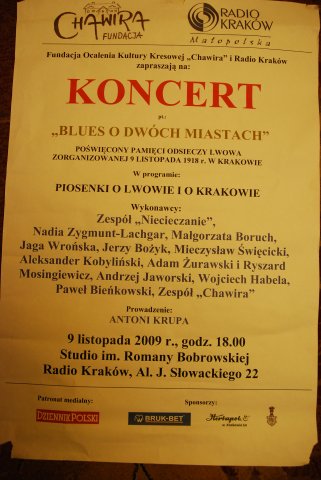 CHAWIRA
FUNDACJA
RADIO
KRAKÓW
Małopolska
Fundacja Ocalenia Kultury Kresowej „Chawira" i Radio Kraków
zapraszają na:
KONCERT
pt.:
„BLUES O DWÓCH MIASTACH"
POŚWIĘCONY PAMIĘCI ODSIECZY LWOWA
ZORGANIZOWANEJ 9 LISTOPADA 1918 r. W KRAKOWIE
W programie:
PIOSENKI O LWOWIE I O KRAKOWIE
Wykonawcy:
Zespół „Niecieczanie",
Nadia Zygmunt-Lachgar, Małgorzata Boruch,
Jaga Wrońska, Jerzy Bożyk, Mieczysław Święcicki,
Aleksander Kobyliński, Adam Żurawski i Ryszard
Mosingiewicz, Andrzej Jaworski, Wojciech Habela,
Paweł Bieńkowski, Zespół „Chawira"
Prowadzenie:
ANTONI KRUPA
9 listopada 2009 r., godz. 18.00
Studio im. Romany Bobrowskiej
Radio Kraków, Al. J. Słowackiego 22
Patronat medialny:
Sponsorzy:
DZIENNIK POLSKI
BRUK-BET
Herbapol